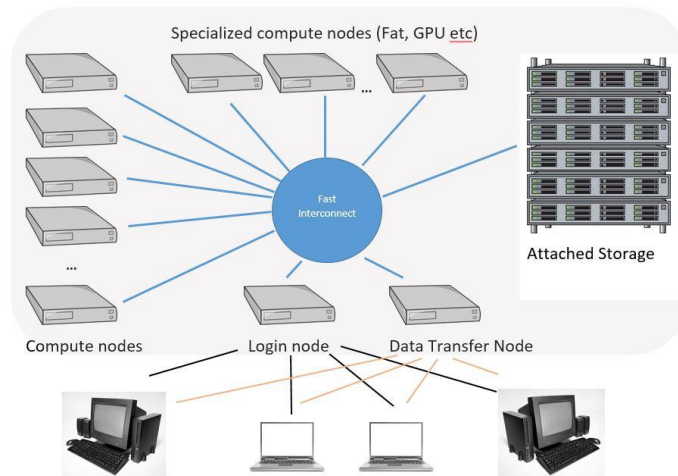 Specialized compute nodes (Fat, GPU etc)
...
Fast
Interconnect
Attached Storage
...
Compute nodes
Login node
Data Transfer Node